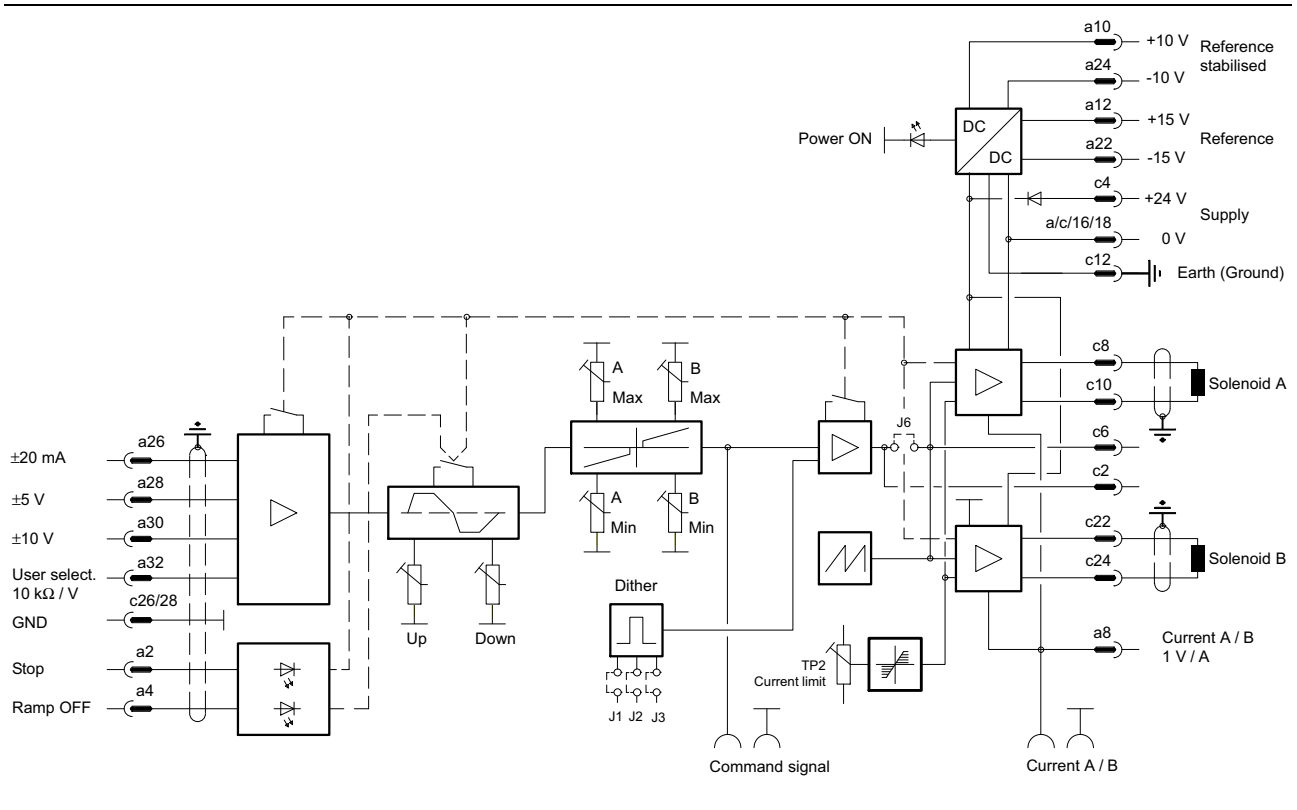 a10
+10 V
Reference
stabilised
a24
-10 V
a12
+15 V
Reference
a22
-15 V
Power ON
DC
DC
c4
+24 V
Supply
a/c/16/18
0 V
c12
Earth (Ground)
A
Max
B
Max
A
Min
B
Min
c8
c10
Solenoid A
J6
c6
c2
c22
c24
Solenoid B
±20 mA
a26
±5 V
a28
±10 V
a30
User select.
10 kΩ / V
a32
c26/28
GND
Stop
a2
Ramp OFF
a4
Up
Down
Dither
J1
J2
J3
TP2
Current limit
a8
Current A / B
1 V / A
Command signal
Current A / B